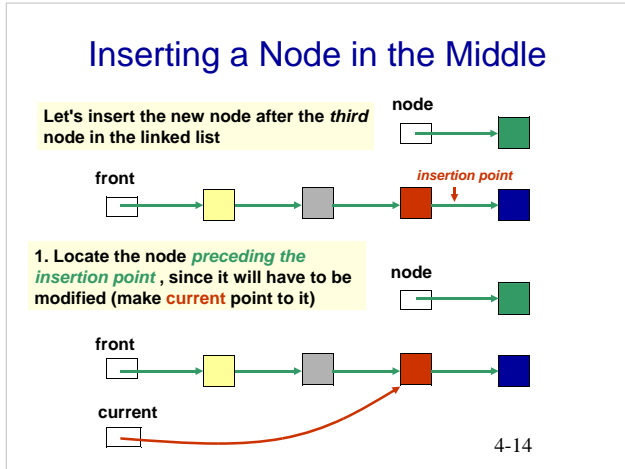 Inserting a Node in the Middle
Let's insert the new node after the third
node in the linked list
node
insertion point
front
1. Locate the node preceding the
insertion point , since it will have to be
modified (make current point to it)
node
front
current
4-14